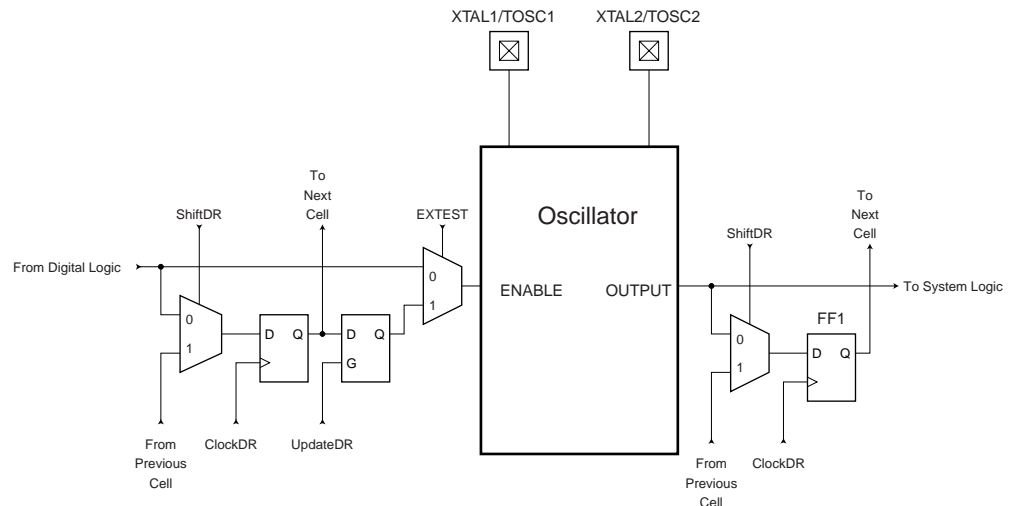 XTAL1/TOSC1
XTAL2/TOSC2
To
Next
Cell
ShiftDR
EXTEST
Oscillator
To
Next
Cell
ShiftDR
From Digital Logic
0
1
ENABLE
OUTPUT
To System Logic
0
1
D
Q
D
Q
G
FF1
0
1
D
Q
From
Previous
Cell
ClockDR
UpdateDR
From
Previous
Cell
ClockDR